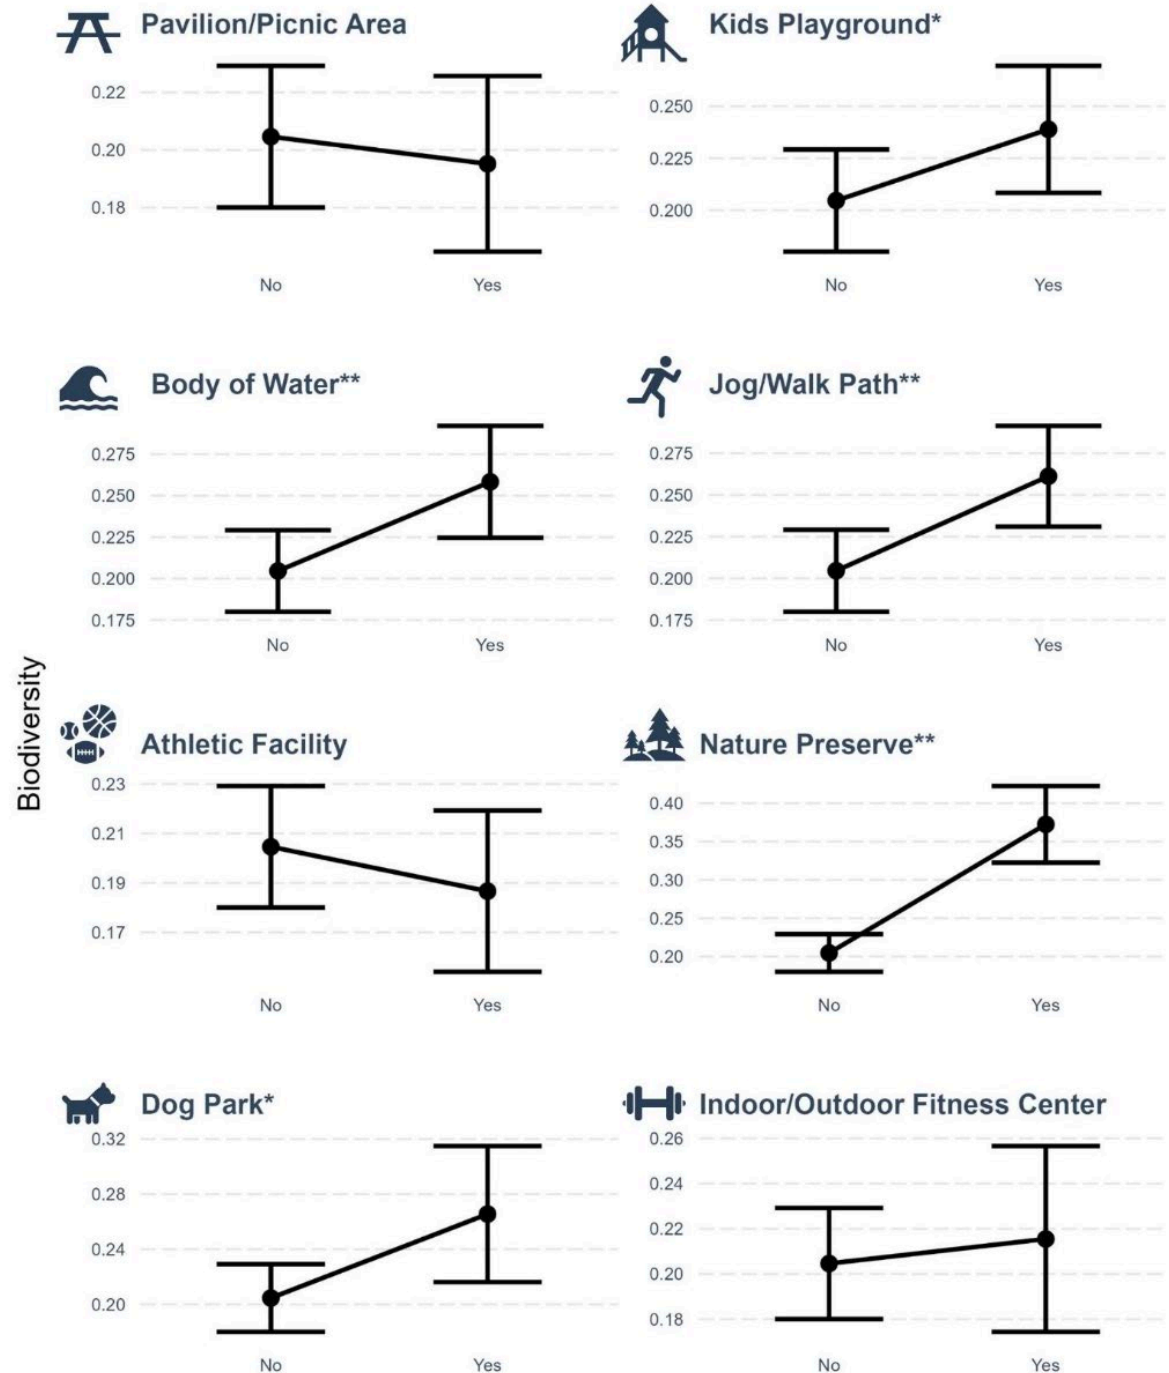 Pavilion/Picnic Area
0.22
0.20
0.18
No Yes
Kids Playground*
0.250
0.225
0.200
No Yes
Body of Water**
0.275
0.250
0.225
0.200
0.175
No Yes
Jog/Walk Path**
0.275
0.250
0.225
0.200
0.175
No Yes
Biodiversity
Athletic Facility
0.23
0.21
0.19
0.17
No Yes
Nature Preserve**
0.40
0.35
0.30
0.25
0.20
No Yes
Dog Park*
0.32
0.28
0.24
0.20
No Yes
Indoor/Outdoor Fitness Center
0.26
0.24
0.22
0.20
0.18
No Yes